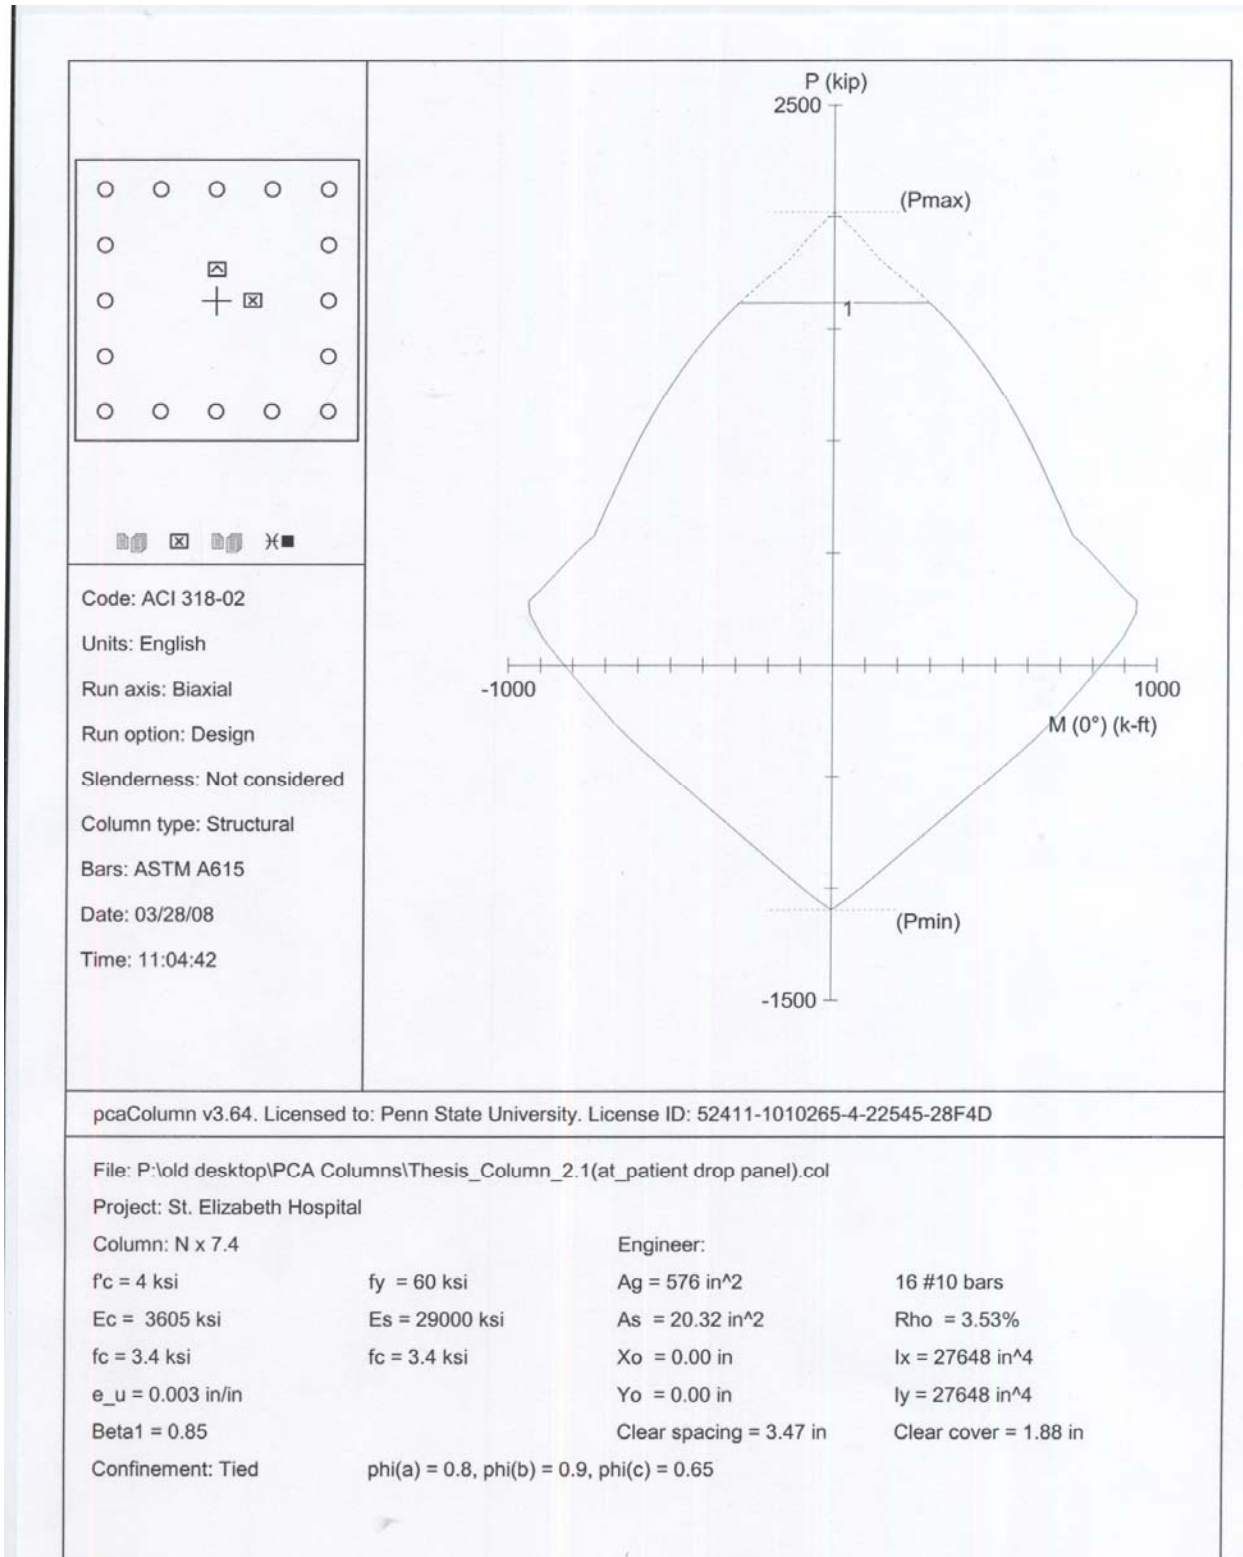 P (kip)
2500
(Pmax)
1
-1000
1000
M (0°) (k-ft)
(Pmin)
-1500
Code: ACI 318-02
Units: English
Run axis: Biaxial
Run option: Design
Slenderness: Not considered
Column type: Structural
Bars: ASTM A615
Date: 03/28/08
Time: 11:04:42
pcaColumn v3.64. Licensed to: Penn State University. License ID: 52411-1010265-4-22545-28F4D
File: P:\old desktop\PCA Columns\Thesis_Column_2.1(at_patient drop panel).col
Project: St. Elizabeth Hospital
Column: N x 7.4 Engineer:
f'c = 4 ksi fy = 60 ksi Ag = 576 in^2 16 #10 bars
Ec = 3605 ksi Es = 29000 ksi As = 20.32 in^2 Rho = 3.53%
fc = 3.4 ksi fc = 3.4 ksi Xo = 0.00 in Ix = 27648 in^4
e_u = 0.003 in/in Yo = 0.00 in Iy = 27648 in^4
Beta1 = 0.85 Clear spacing = 3.47 in Clear cover = 1.88 in
Confinement: Tied phi(a) = 0.8, phi(b) = 0.9, phi(c) = 0.65